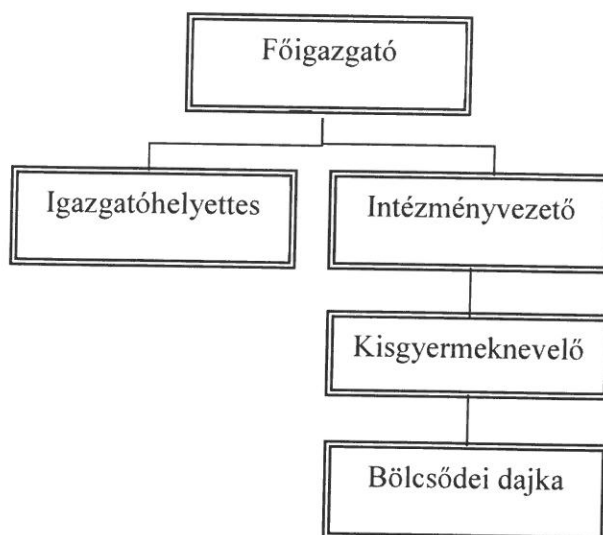 Főigazgató
Igazgatóhelyettes
Intézményvezető
Kisgyermeknevelő
Bölcsődei dajka